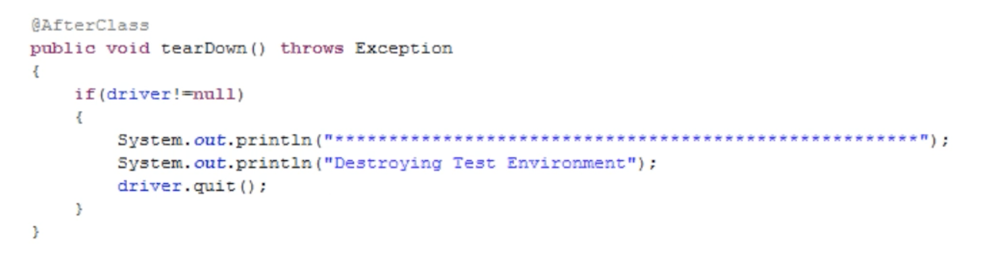 @AfterClass
public void tearDown() throws Exception
{
if(driver!=null)
{
System.out.println("******************************************************");
System.out.println("Destroying Test Environment");
driver.quit();
}
}